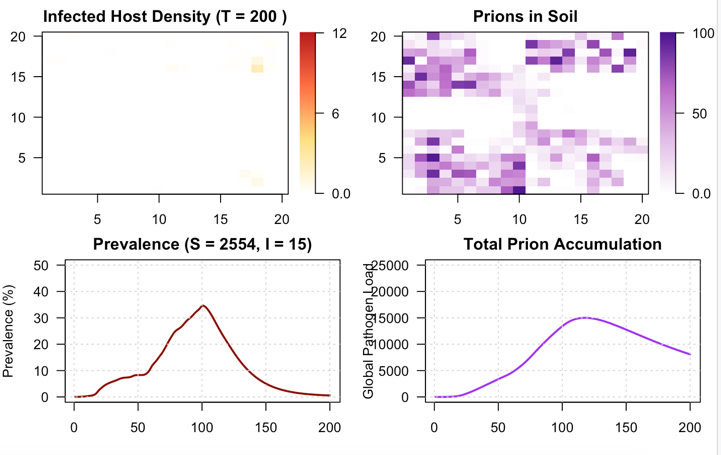 Infected Host Density (T = 200 )
20
15
10
5
5 10 15 20
12
6
0.0
Prions in Soil
20
15
10
5
5 10 15 20
100
50
0.0
Prevalence (S = 2554, I = 15)
Prevalence (%)
50
40
30
20
10
0
0 50 100 150 200
Total Prion Accumulation
Global Pathogen Load
25000
20000
15000
10000
5000
0
0 50 100 150 200